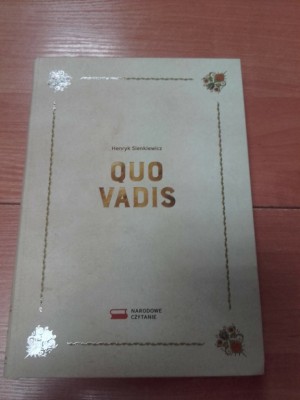 Henryk Sienkiewicz
QUO
VADIS
NARODOWE
CZYTANIE